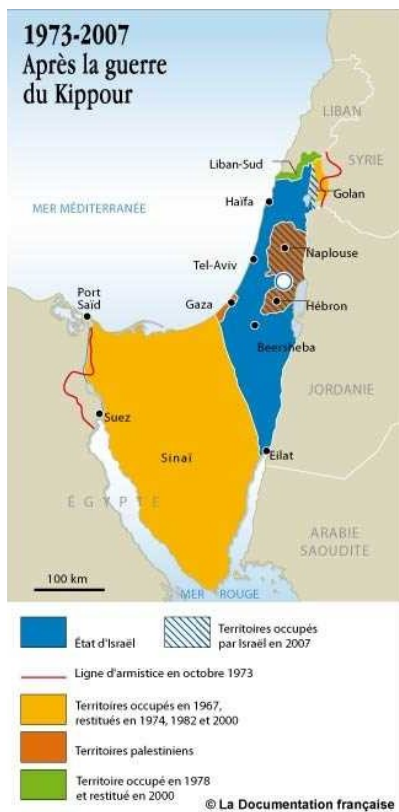 1973-2007
Après la guerre
du Kippour
LIBAN
Liban-Sud
SYRIE
Golan
Haïfa
MER MÉDITERRANÉE
Naplouse
Tel-Aviv
Port
Saïd
Gaza
Hébron
Beersheba
JORDANIE
Suez
Sinaï
Eilat
ÉGYPTE
ARABIE
SAOUDITE
100 km
MER ROUGE
État d'Israël
Territoires occupés
par Israël en 2007
Ligne d'armistice en octobre 1973
Territoires occupés en 1967,
restitués en 1974, 1982 et 2000
Territoires palestiniens
Territoire occupé en 1978
et restitué en 2000
© La Documentation française